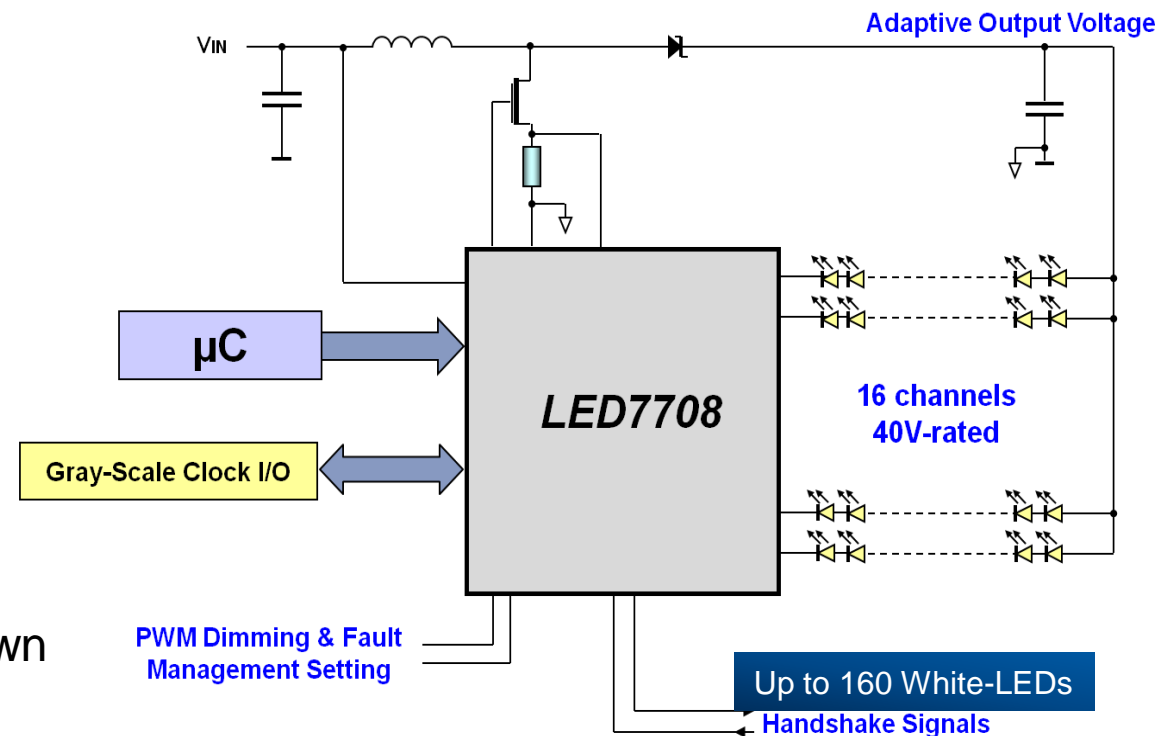 Adaptive Output Voltage
VIN
µC
LED7708
16 channels
40V-rated
Gray-Scale Clock I/O
wn
PWM Dimming & Fault
Management Setting
Up to 160 White-LEDs
Handshake Signals